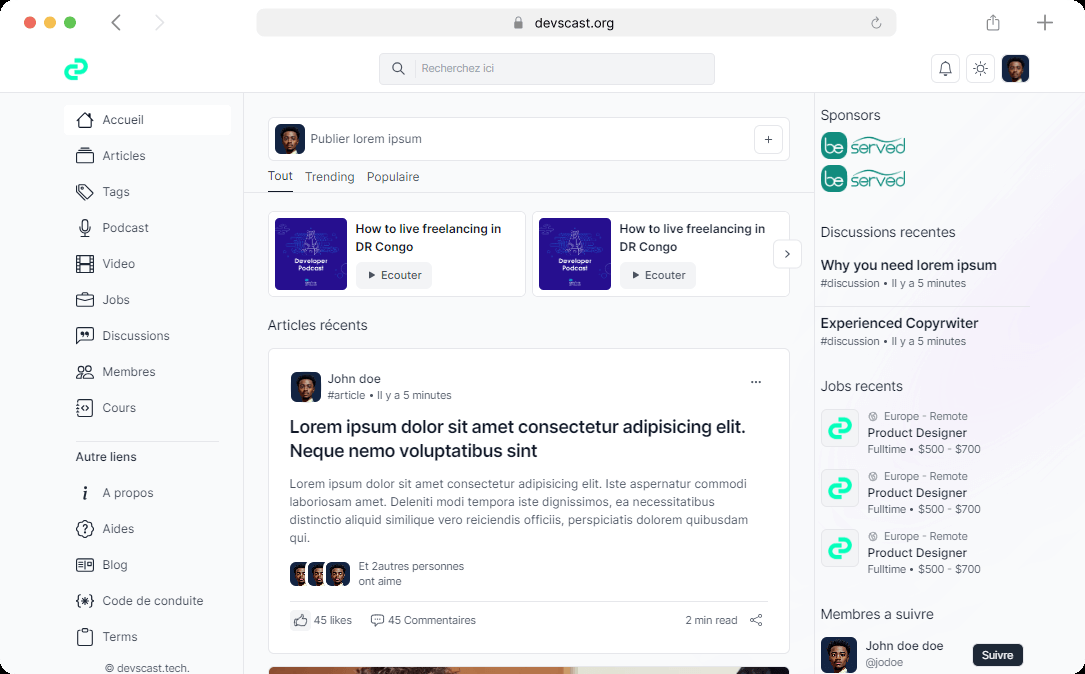 devscast.org
Recherchez ici
Accueil
Articles
Tags
Podcast
Video
Jobs
Discussions
Membres
Cours
Autre liens
A propos
Aides
Blog
Code de conduite
Terms
© devscast.tech.
Publier lorem ipsum
Tout Trending Populaire
Developer
Podcast
How to live freelancing in
DR Congo
Ecouter
Developer
Podcast
How to live freelancing in
DR Congo
Ecouter
Articles récents
John doe
#article • Il y a 5 minutes
Lorem ipsum dolor sit amet consectetur adipisicing elit.
Neque nemo voluptatibus sint
Lorem ipsum dolor sit amet consectetur adipisicing elit. Iste aspernatur commodi
laboriosam amet. Deleniti modi tempora iste dignissimos, ea necessitatibus
distinctio aliquid similique vero reiciendis officiis, perspiciatis dolorem quibusdam
qui.
Et 2autres personnes
ont aime
45 likes 45 Commentaires 2 min read
Sponsors
be served
be served
Discussions recentes
Why you need lorem ipsum
#discussion • Il y a 5 minutes
Experienced Copyrwiter
#discussion • Il y a 5 minutes
Jobs recents
Europe - Remote
Product Designer
Fulltime • $500 - $700
Europe - Remote
Product Designer
Fulltime • $500 - $700
Europe - Remote
Product Designer
Fulltime • $500 - $700
Membres a suivre
John doe doe
@jodoe
Suivre